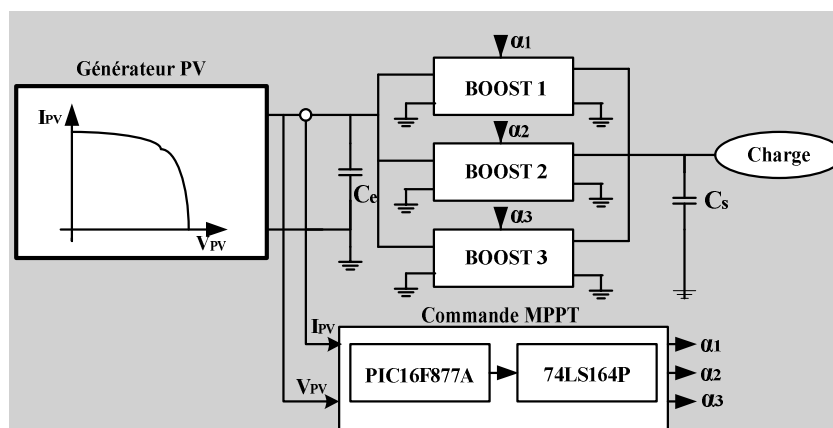 Générateur PV
IPV
VPV
Ce
α1
BOOST 1
α2
BOOST 2
α3
BOOST 3
Charge
Cs
Commande MPPT
IPV
VPV
PIC16F877A
74LS164P
α1
α2
α3